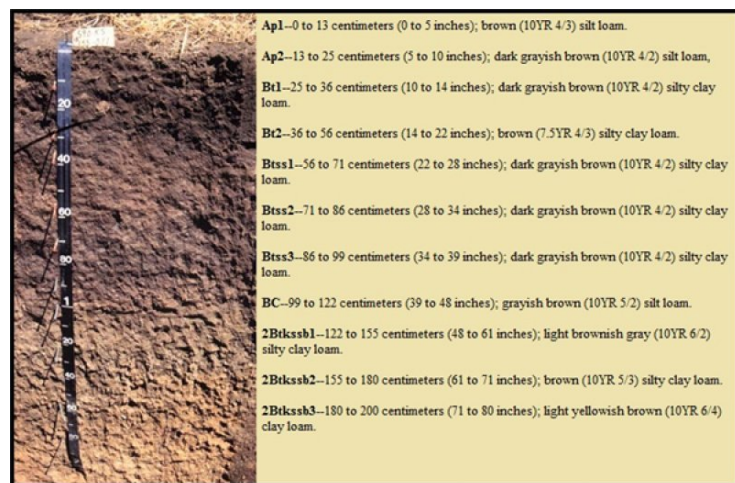 Ap1--0 to 13 centimeters (0 to 5 inches); brown (10YR 4/3) silt loam.
Ap2--13 to 25 centimeters (5 to 10 inches); dark grayish brown (10YR 4/2) silt loam,
Bt1--25 to 36 centimeters (10 to 14 inches); dark grayish brown (10YR 4/2) silty clay
loam.
Bt2--36 to 56 centimeters (14 to 22 inches); brown (7.5YR 4/3) silty clay loam.
Btss1--56 to 71 centimeters (22 to 28 inches); dark grayish brown (10YR 4/2) silty clay
loam.
Btss2--71 to 86 centimeters (28 to 34 inches); dark grayish brown (10YR 4/2) silty clay
loam.
Btss3--86 to 99 centimeters (34 to 39 inches); dark grayish brown (10YR 4/2) silty clay
loam.
BC--99 to 122 centimeters (39 to 48 inches); grayish brown (10YR 5/2) silt loam.
2Btkssb1--122 to 155 centimeters (48 to 61 inches); light brownish gray (10YR 6/2)
silty clay loam.
2Btkssb2--155 to 180 centimeters (61 to 71 inches); brown (10YR 5/3) silty clay loam.
2Btkssb3--180 to 200 centimeters (71 to 80 inches); light yellowish brown (10YR 6/4)
clay loam.
20
40
60
80
1
20